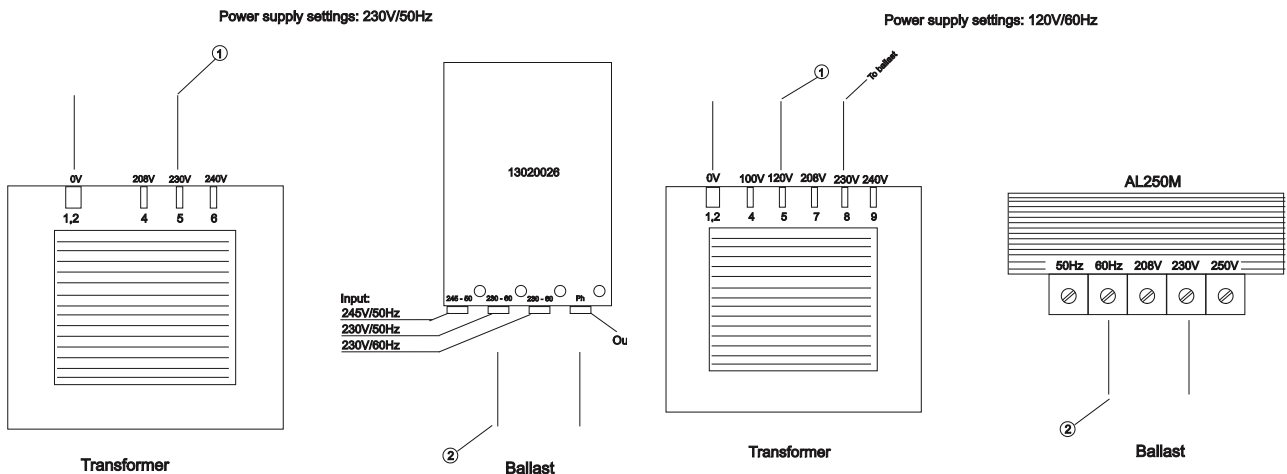 Power supply settings: 230V/50Hz
1
0V 208V 230V 240V
1,2 4 5 6
Transformer
13020026
Input:
245V/50Hz
230V/50Hz
230V/60Hz
245 - 50 230 - 60 230 - 60 Ph
Ou
2
Ballast
Power supply settings: 120V/60Hz
1
To ballast
0V 100V 120V 208V 230V 240V
1,2 4 5 7 8 9
Transformer
AL250M
50Hz 60Hz 208V 230V 250V
2
Ballast